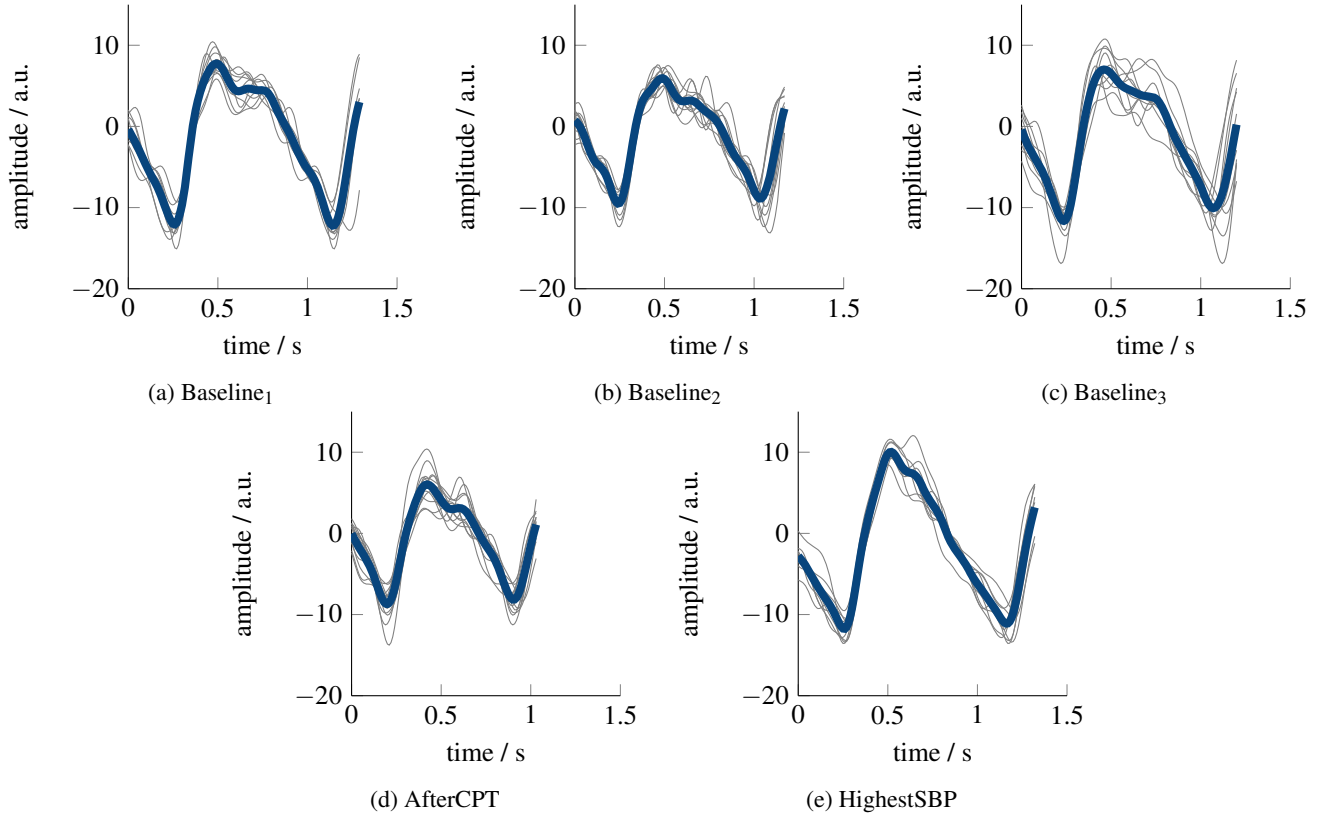 10
0
−10
−20
0
0.5
1
1.5
amplitude / a.u.
time / s
(a) Baseline₁
10
0
−10
−20
0
0.5
1
1.5
amplitude / a.u.
time / s
(b) Baseline₂
10
0
−10
−20
0
0.5
1
1.5
amplitude / a.u.
time / s
(c) Baseline₃
10
0
−10
−20
0
0.5
1
1.5
amplitude / a.u.
time / s
(d) AfterCPT
10
0
−10
−20
0
0.5
1
1.5
amplitude / a.u.
time / s
(e) HighestSBP